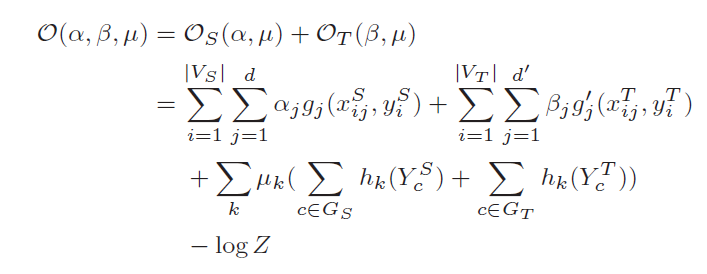 O(α, β, μ) = O_S(α, μ) + O_T(β, μ)
= ∑_{i=1}^{|V_S|} ∑_{j=1}^{d} α_j g_j(x_{ij}^S, y_i^S) + ∑_{i=1}^{|V_T|} ∑_{j=1}^{d'} β_j g'_j(x_{ij}^T, y_i^T)
+ ∑_k μ_k( ∑_{c∈G_S} h_k(Y_c^S) + ∑_{c∈G_T} h_k(Y_c^T))
− log Z